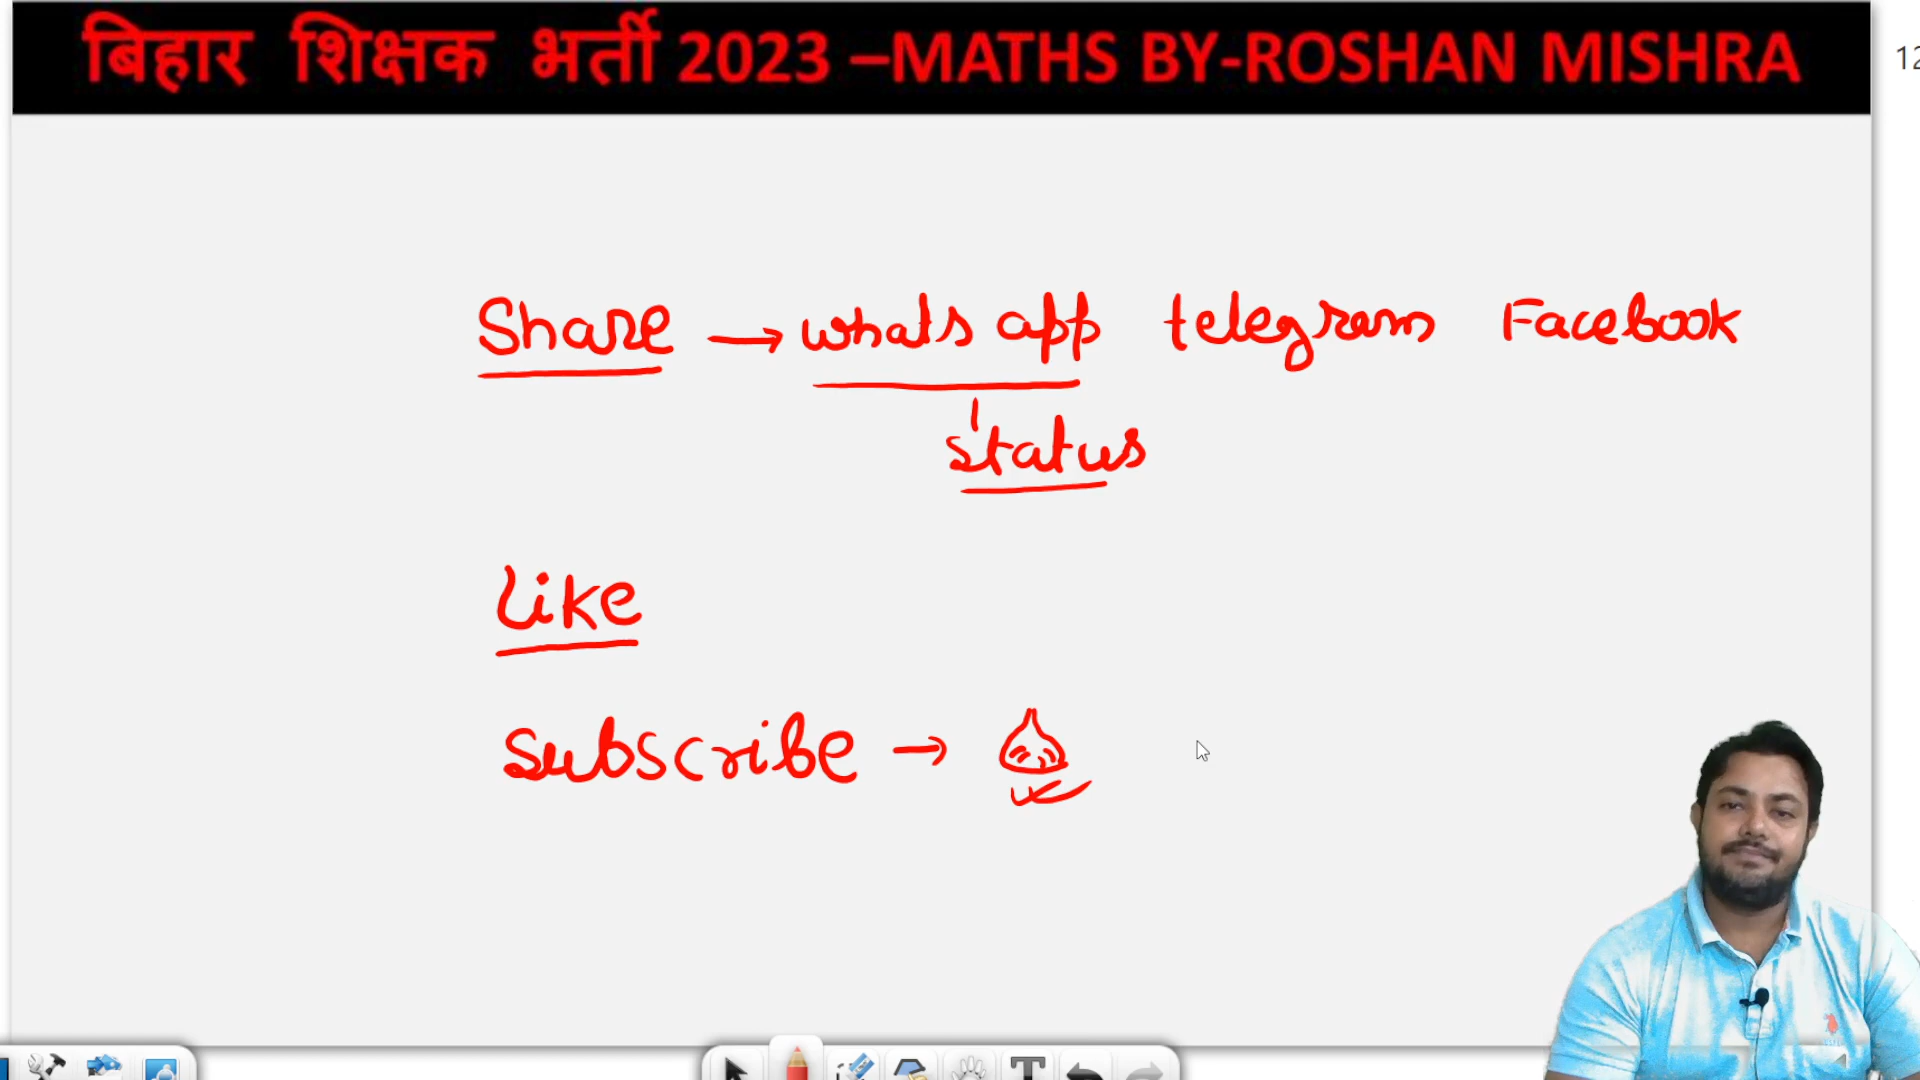 बिहार शिक्षक भर्ती 2023 –MATHS BY-ROSHAN MISHRA
Share → whats app telegram Facebook
status
Like
subscribe →